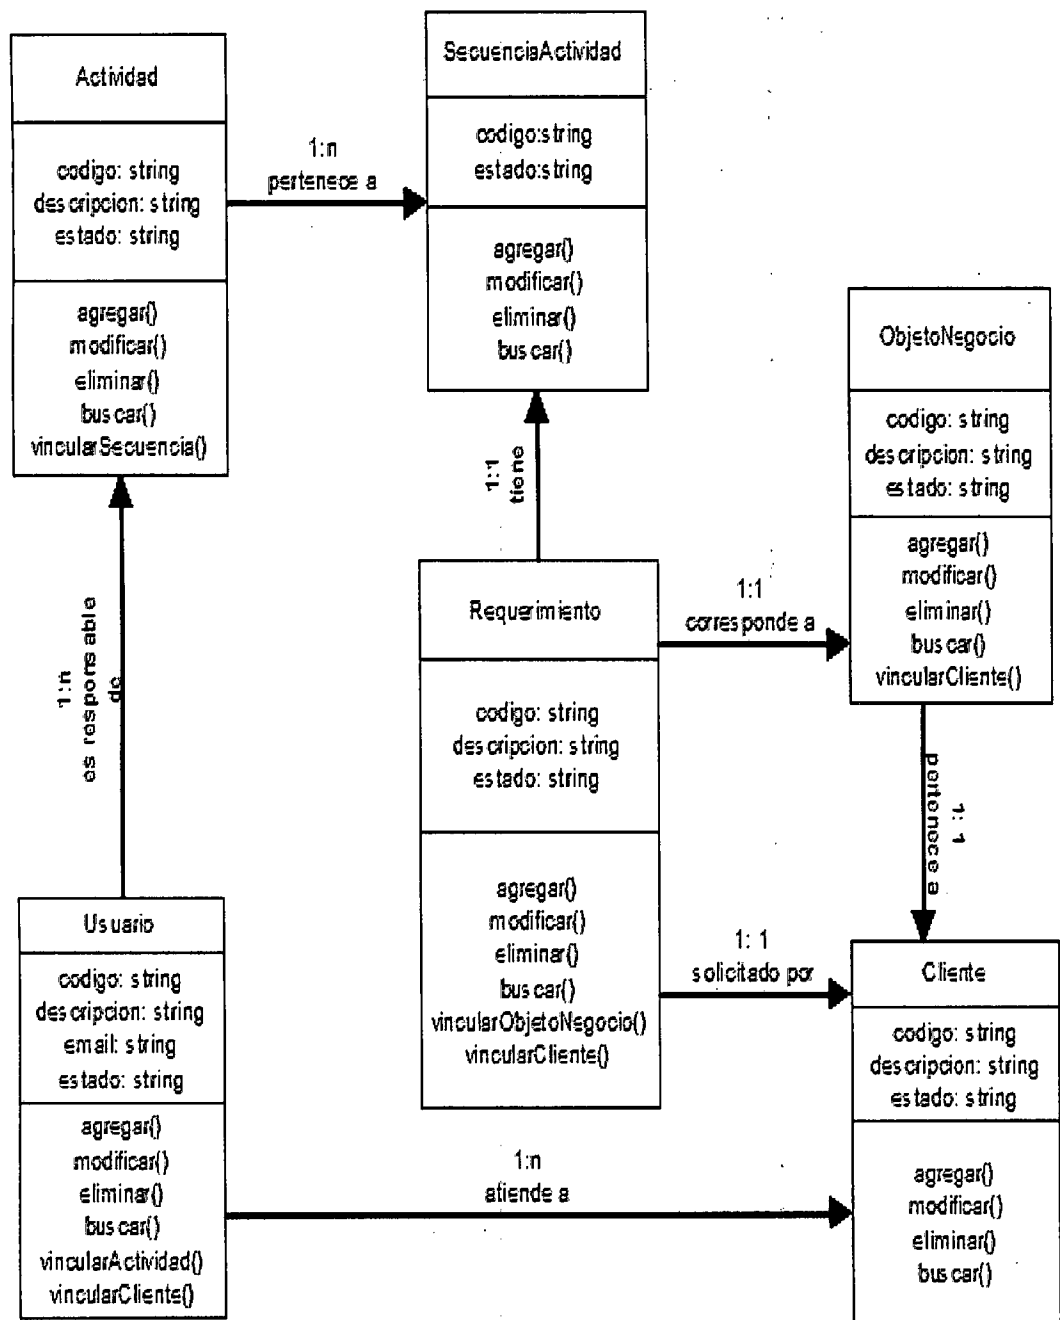 Actividad
codigo: string
descripcion: string
estado: string
agregar()
modificar()
eliminar()
buscar()
vincularSecuencia()
1:n
pertenece a
SecuenciaActividad
codigo:string
estado:string
agregar()
modificar()
eliminar()
buscar()
1:1
tiene
ObjetoNegocio
codigo: string
descripcion: string
estado: string
agregar()
modificar()
eliminar()
buscar()
vincularCliente()
1:n
es responsable
de
Requerimiento
codigo: string
descripcion: string
estado: string
agregar()
modificar()
eliminar()
buscar()
vincularObjetoNegocio()
vincularCliente()
1:1
corresponde a
1: 1
pertenece a
1: 1
solicitado por
Usuario
codigo: string
descripcion: string
email: string
estado: string
agregar()
modificar()
eliminar()
buscar()
vincularActividad()
vincularCliente()
1:n
atiende a
Cliente
codigo: string
descripcion: string
estado: string
agregar()
modificar()
eliminar()
buscar()